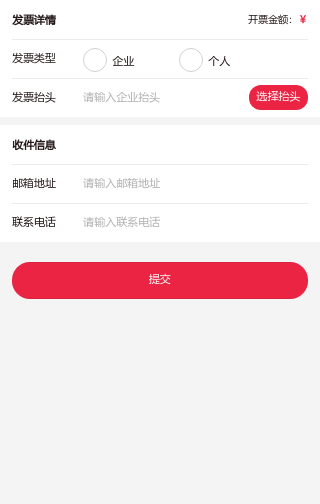 发票详情 开票金额: ¥
发票类型 企业 个人
发票抬头 请输入企业抬头 选择抬头
收件信息
邮箱地址 请输入邮箱地址
联系电话 请输入联系电话
提交